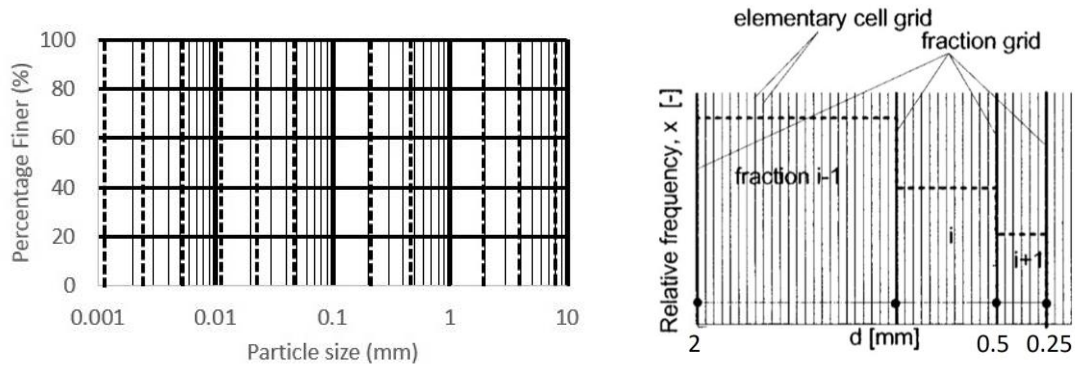 100
80
60
40
20
0
Percentage Finer (%)
0.001
0.01
0.1
1
10
Particle size (mm)
elementary cell grid
fraction grid
Relative frequency, x [-]
fraction i-1
i
i+1
2
d [mm]
0.5
0.25